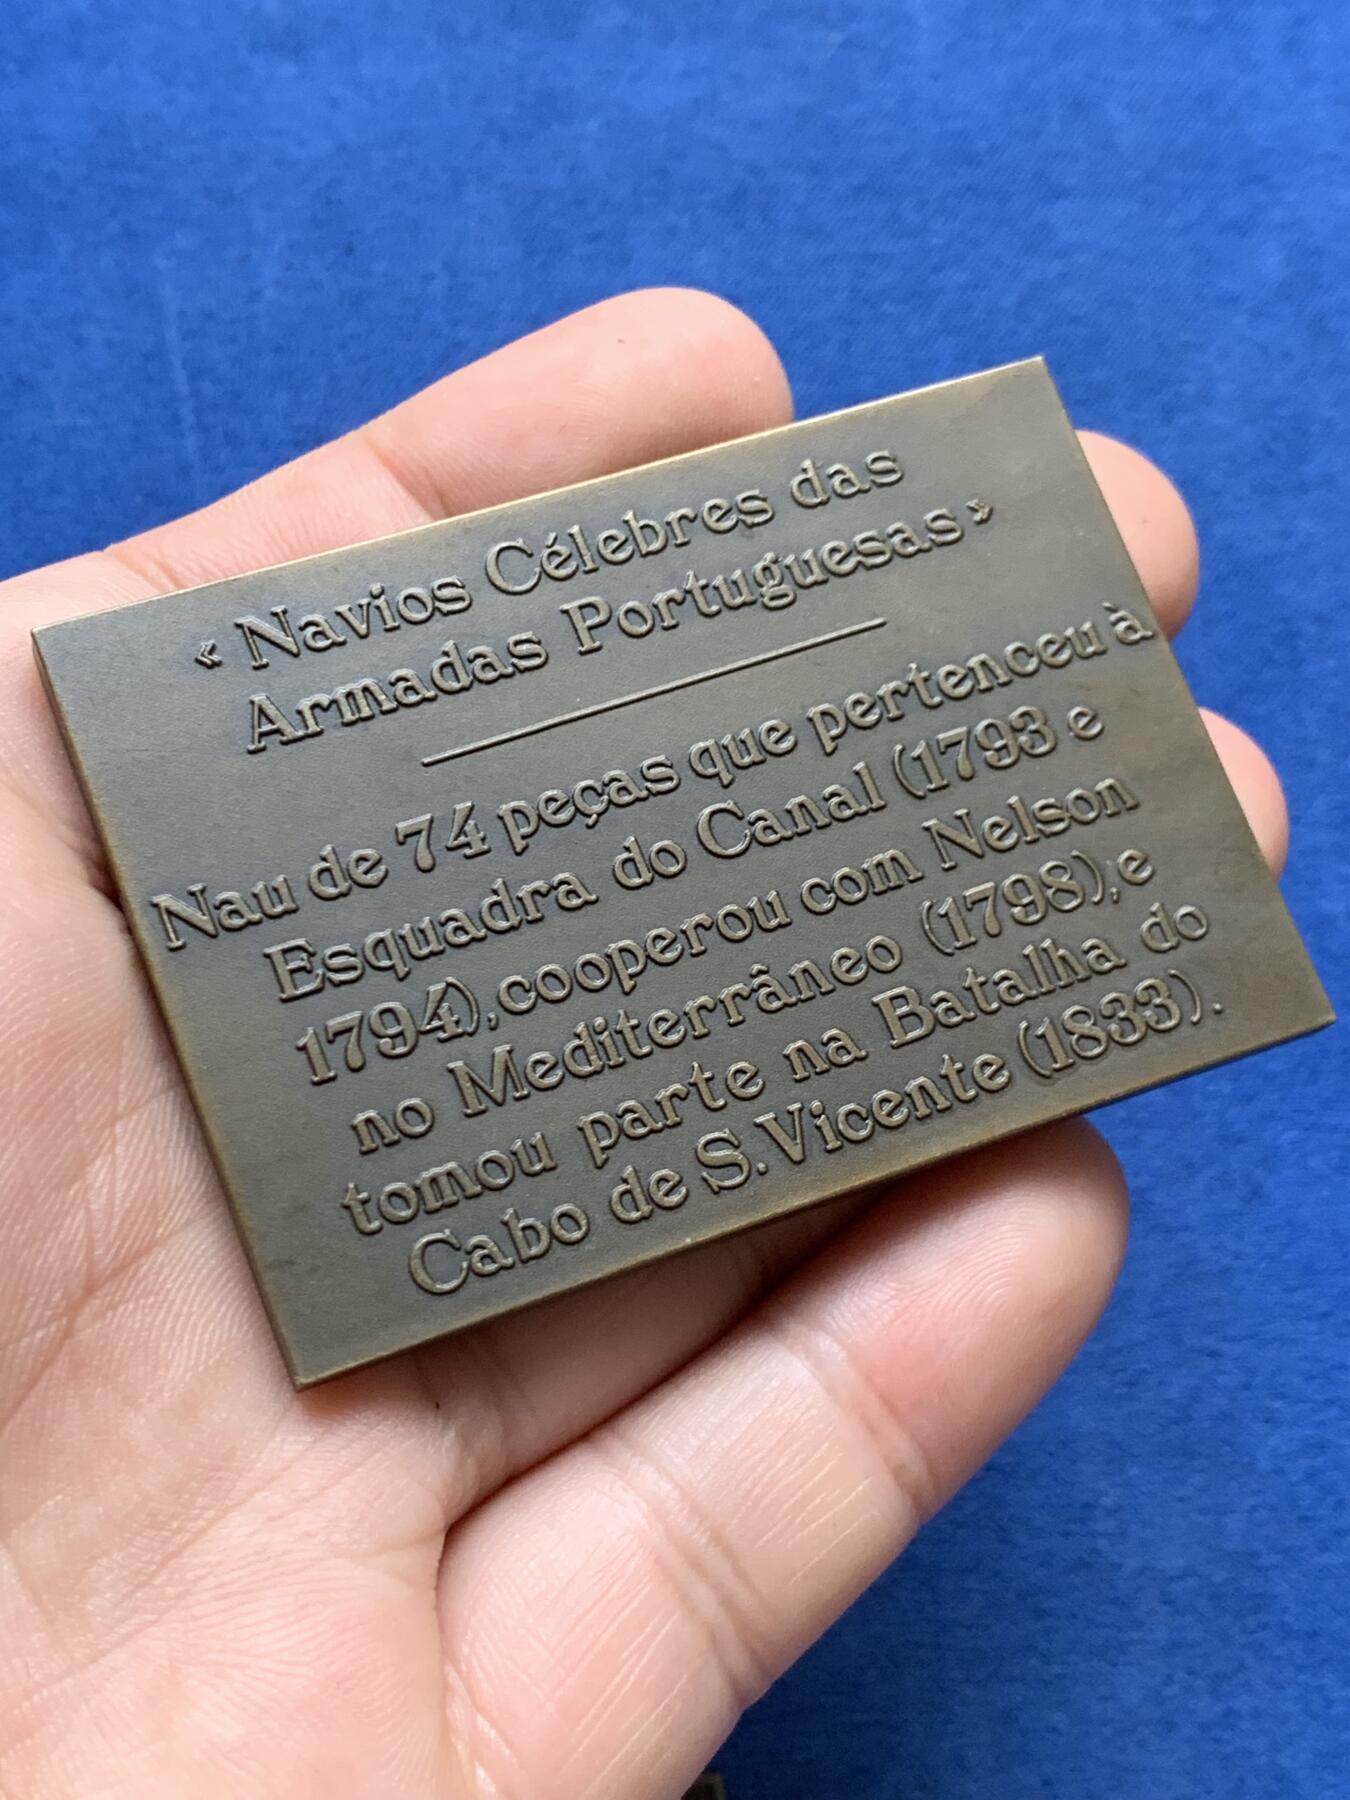 « Navios Célebres das
Armadas Portuguesas »
Nau de 74 peças que pertenceu à
Esquadra do Canal (1793 e
1794), cooperou com Nelson
no Mediterrâneo (1798), e
tomou parte na Batalha do
Cabo de S. Vicente (1833).